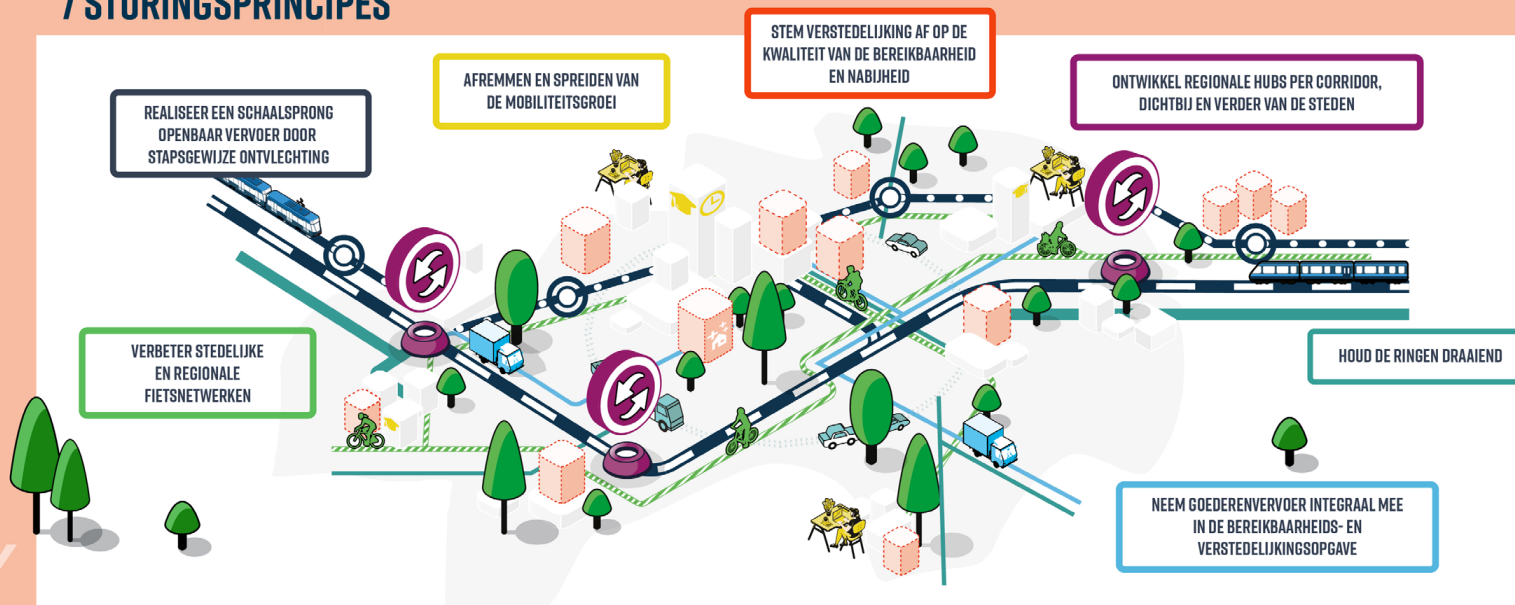 7 STURINGSPRINCIPES
STEM VERSTEDELIJKING AF OP DE
KWALITEIT VAN DE BEREIKBAARHEID
EN NABIJHEID
AFREMMEN EN SPREIDEN VAN
DE MOBILITEITSGROEI
ONTWIKKEL REGIONALE HUBS PER CORRIDOR,
DICHTBIJ EN VERDER VAN DE STEDEN
REALISEER EEN SCHAALSPRONG
OPENBAAR VERVOER DOOR
STAPSGEWIJZE ONTVLECHTING
VERBETER STEDELIJKE
EN REGIONALE
FIETSNETWERKEN
HOUD DE RINGEN DRAAIEND
NEEM GOEDERENVERVOER INTEGRAAL MEE
IN DE BEREIKBAARHEIDS- EN
VERSTEDELIJKINGSOPGAVE